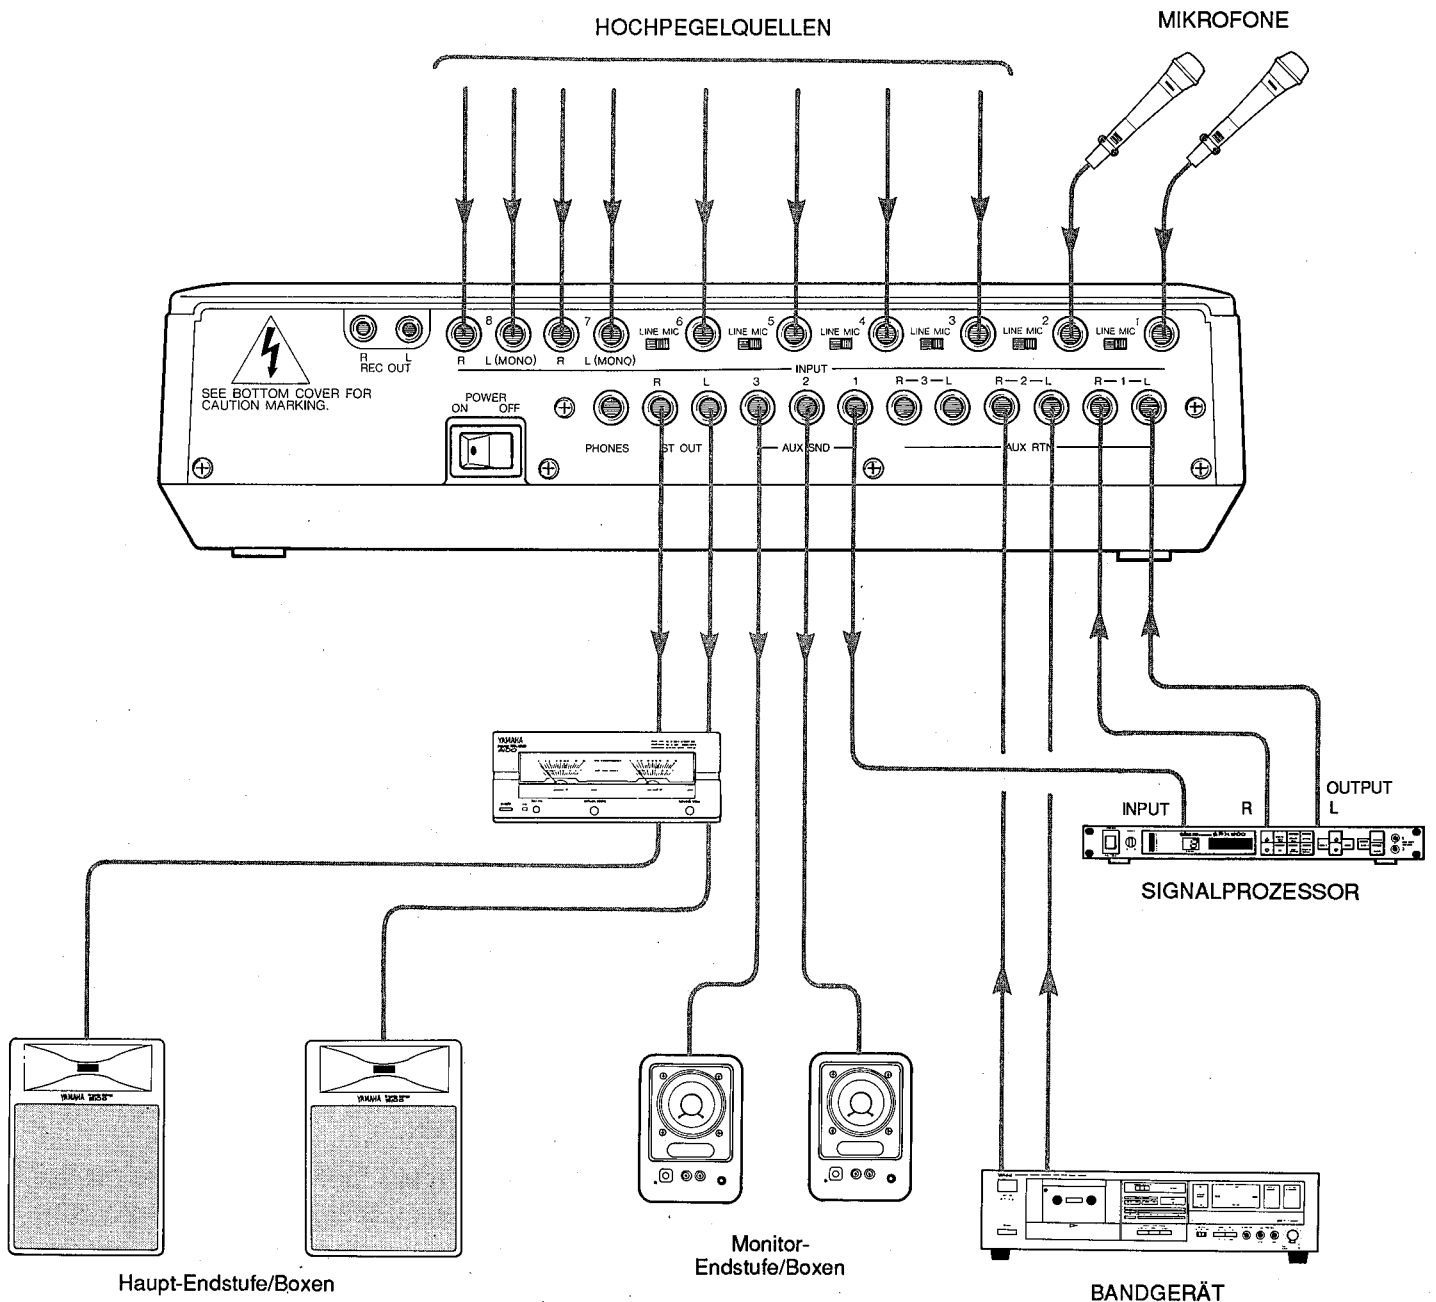 HOCHPEGELQUELLEN
MIKROFONE
8 7 6 5 4 3 2 1
LINE MIC LINE MIC LINE MIC LINE MIC LINE MIC LINE MIC
R L REC OUT
R L (MONO) R L (MONO)
INPUT
SEE BOTTOM COVER FOR
CAUTION MARKING.
POWER
ON OFF
R L 3 2 1 R—3—L R—2—L R—1—L
PHONES ST OUT AUX SND AUX RTN
YAMAHA
INPUT R OUTPUT L
SIGNALPROZESSOR
YAMAHA
YAMAHA
Haupt-Endstufe/Boxen
Monitor-
Endstufe/Boxen
BANDGERÄT